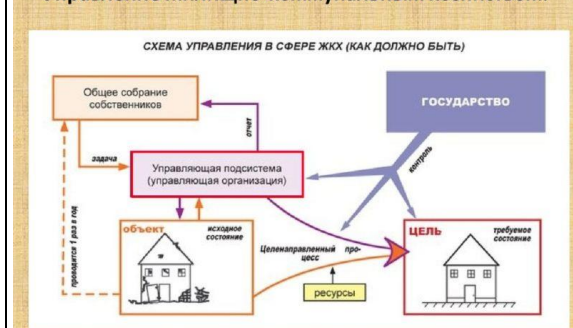 СХЕМА УПРАВЛЕНИЯ В СФЕРЕ ЖКХ (КАК ДОЛЖНО БЫТЬ)
Общее собрание
собственников
ГОСУДАРСТВО
отчет
задача
контроль
Управляющая подсистема
(управляющая организация)
проводится 1 раз в год
объект
исходное
состояние
Целенаправленный про-
цесс
ресурсы
ЦЕЛЬ
требуемое
состояние